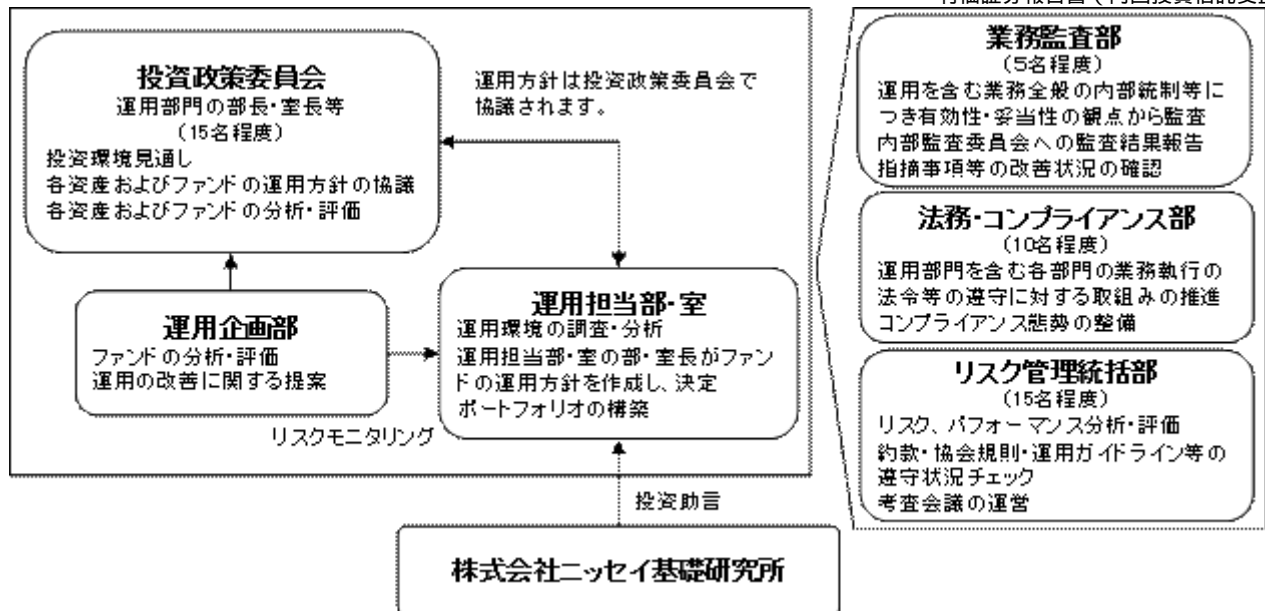 投資政策委員会
運用部門の部長・室長等
(15名程度)
投資環境見通し
各資産およびファンドの運用方針の協議
各資産およびファンドの分析・評価
運用方針は投資政策委員会で
協議されます。
運用企画部
ファンドの分析・評価
運用の改善に関する提案
リスクモニタリング
運用担当部・室
運用環境の調査・分析
運用担当部・室の部・室長がファン
ドの運用方針を作成し、決定
ポートフォリオの構築
投資助言
株式会社ニッセイ基礎研究所
業務監査部
(5名程度)
運用を含む業務全般の内部統制等に
つき有効性・妥当性の観点から監査
内部監査委員会への監査結果報告
指摘事項等の改善状況の確認
法務・コンプライアンス部
(10名程度)
運用部門を含む各部門の業務執行の
法令等の遵守に対する取組みの推進
コンプライアンス態勢の整備
リスク管理統括部
(15名程度)
リスク、パフォーマンス分析・評価
約款・協会規則・運用ガイドライン等の
遵守状況チェック
考査会議の運営